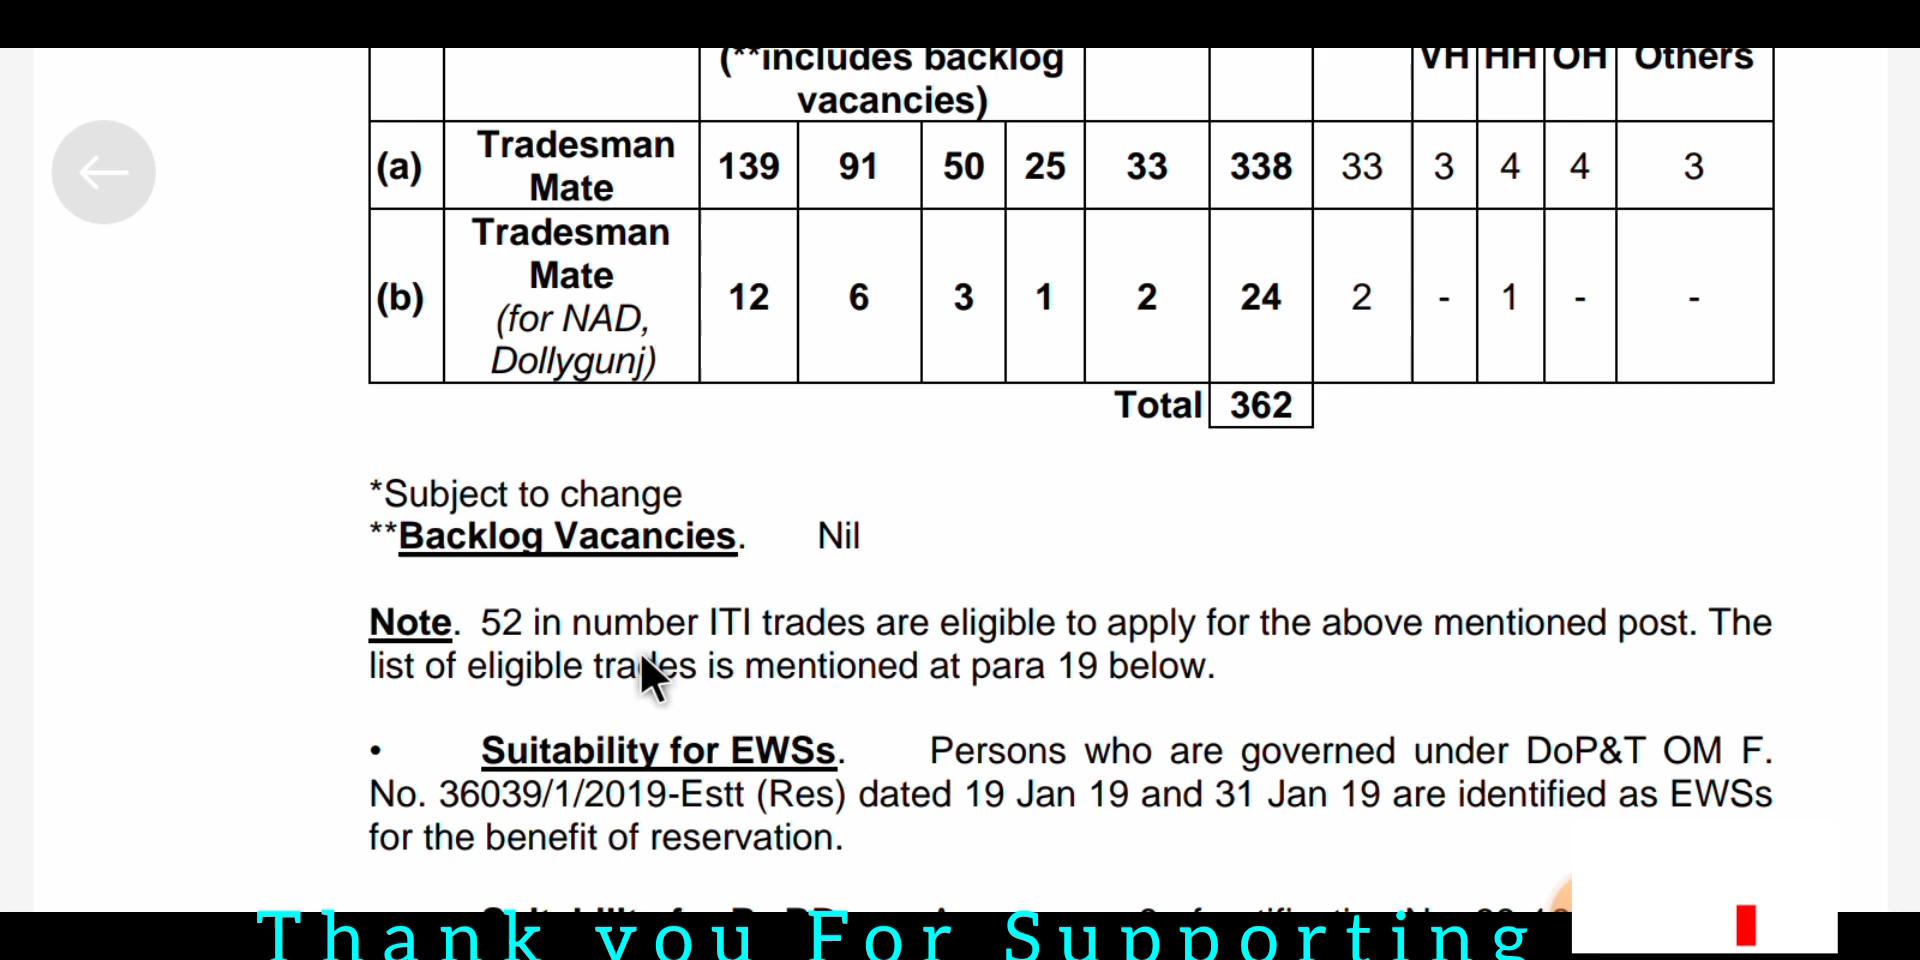 (**includes backlog VH HH OH Others
vacancies)
(a) Tradesman Mate 139 91 50 25 33 338 33 3 4 4 3
(b) Tradesman Mate (for NAD, Dollygunj) 12 6 3 1 2 24 2 - 1 - -
Total 362
*Subject to change
**Backlog Vacancies. Nil
Note. 52 in number ITI trades are eligible to apply for the above mentioned post. The
list of eligible trades is mentioned at para 19 below.
• Suitability for EWSs. Persons who are governed under DoP&T OM F.
No. 36039/1/2019-Estt (Res) dated 19 Jan 19 and 31 Jan 19 are identified as EWSs
for the benefit of reservation.
Thank you For Supporting